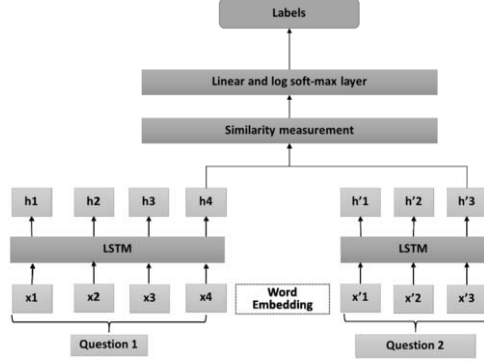 Labels
Linear and log soft-max layer
Similarity measurement
h1 h2 h3 h4 h'1 h'2 h'3
LSTM LSTM
x1 x2 x3 x4 Word Embedding x'1 x'2 x'3
Question 1 Question 2